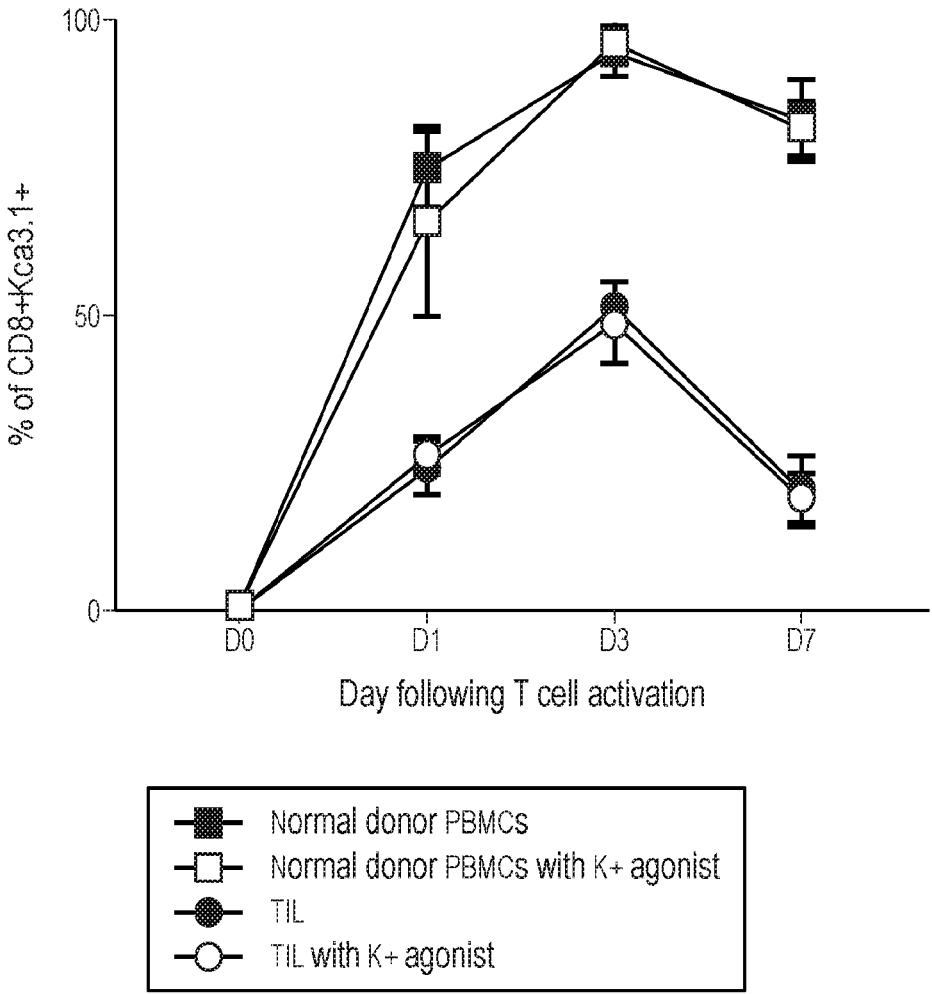 100
% of CD8+Kca3.1+
50
0
D0 D1 D3 D7
Day following T cell activation
Normal donor PBMCs
Normal donor PBMCs with K+ agonist
TIL
TIL with K+ agonist